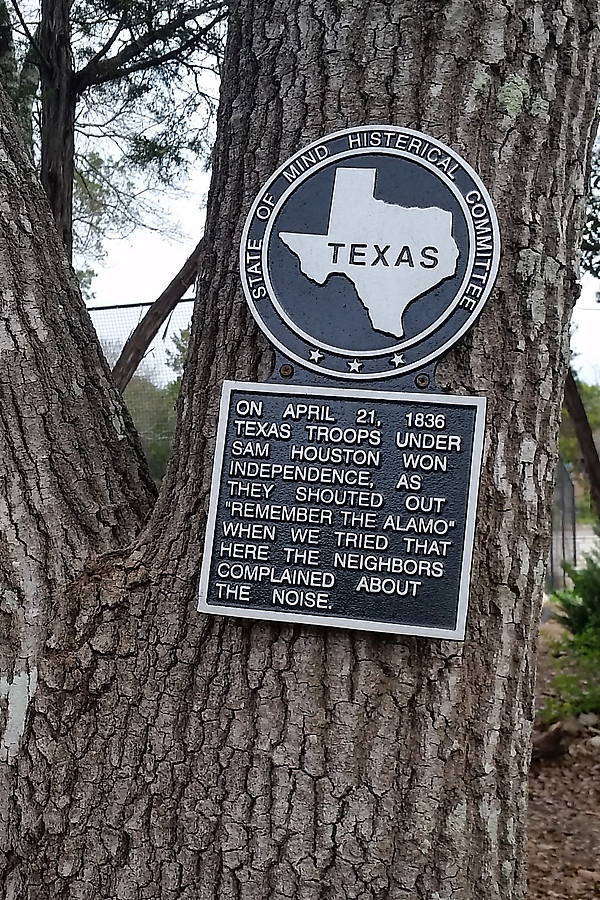 STATE OF MIND HISTERICAL COMMITTEE
TEXAS
ON APRIL 21, 1836
TEXAS TROOPS UNDER
SAM HOUSTON WON
INDEPENDENCE, AS
THEY SHOUTED OUT
"REMEMBER THE ALAMO"
WHEN WE TRIED THAT
HERE THE NEIGHBORS
COMPLAINED ABOUT
THE NOISE.